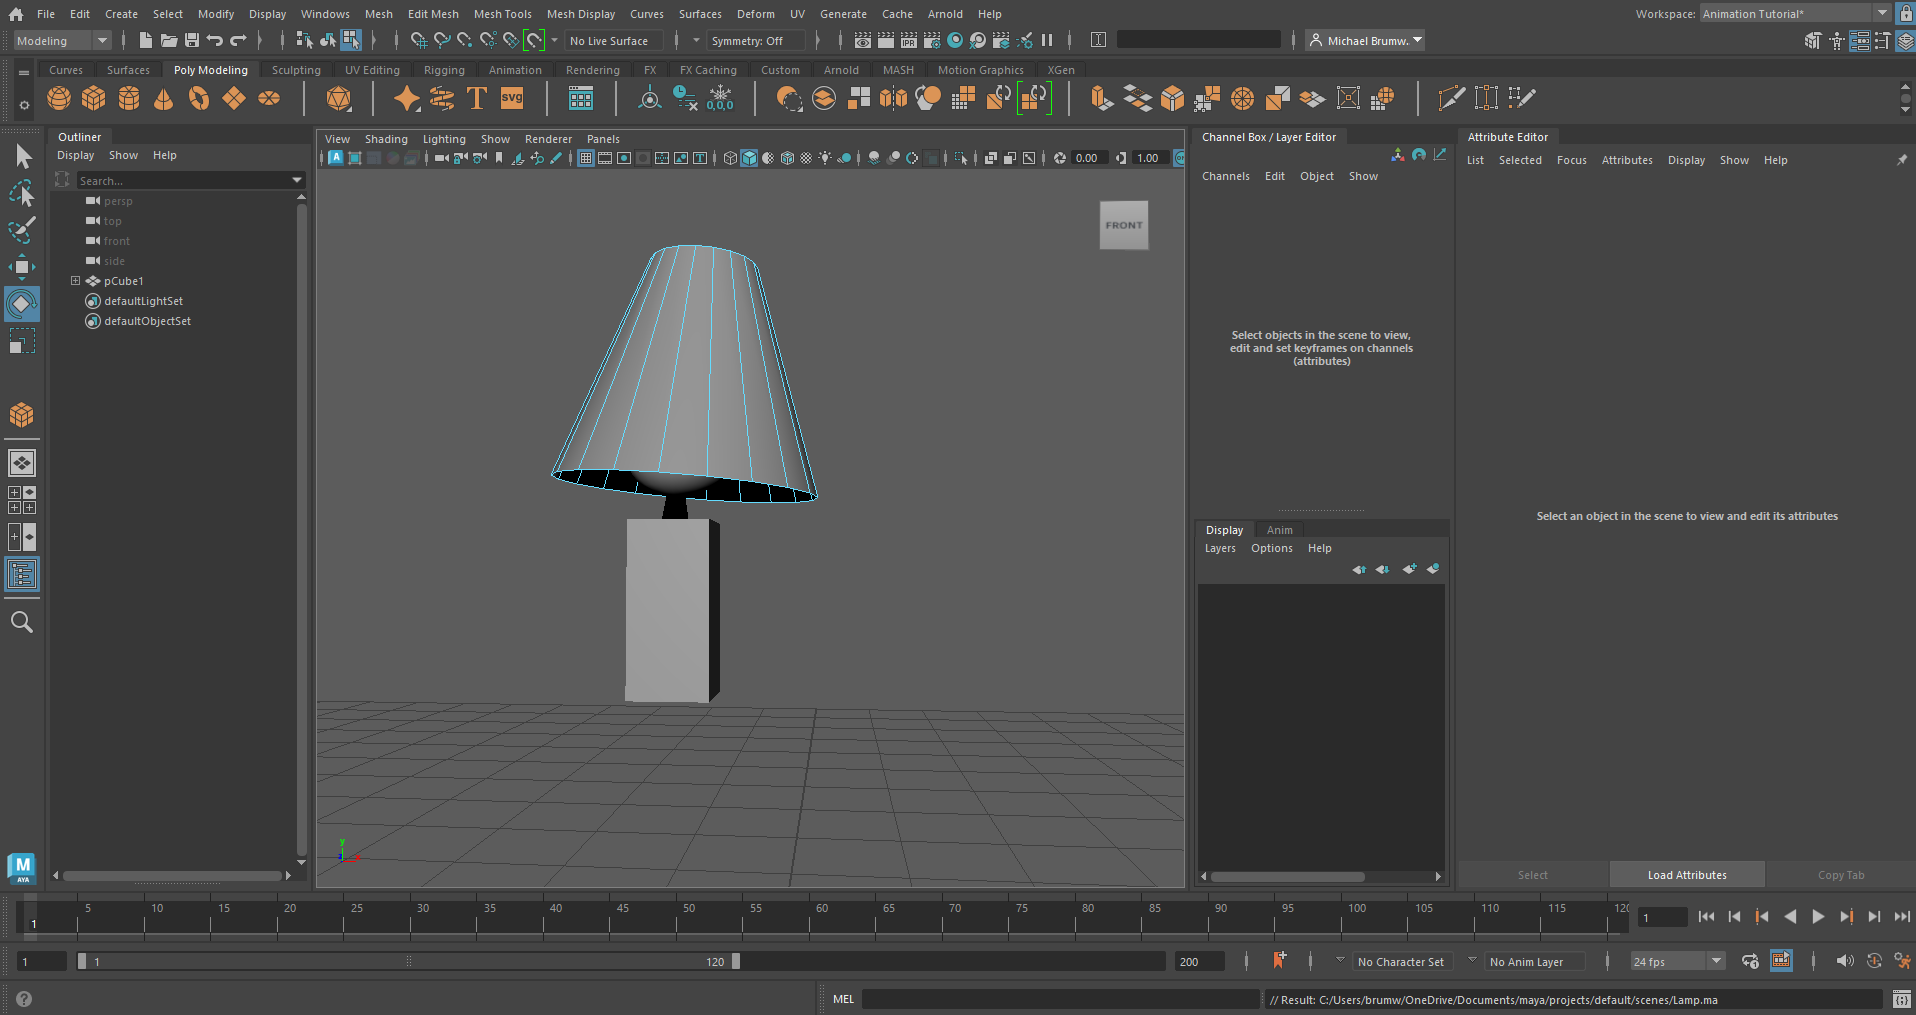 File Edit Create Select Modify Display Windows Mesh Edit Mesh Mesh Tools Mesh Display Curves Surfaces Deform UV Generate Cache Arnold Help Workspace: Animation Tutorial*
Modeling No Live Surface Symmetry: Off IPR Michael Brumw.
Curves Surfaces Poly Modeling Sculpting UV Editing Rigging Animation Rendering FX FX Caching Custom Arnold MASH Motion Graphics XGen
T SVG 0,0,0
Outliner
Display Show Help
Search...
persp
top
front
side
pCube1
defaultLightSet
defaultObjectSet
View Shading Lighting Show Renderer Panels
0.00 1.00
FRONT
y
Channel Box / Layer Editor
Channels Edit Object Show
Select objects in the scene to view,
edit and set keyframes on channels
(attributes)
Display Anim
Layers Options Help
Attribute Editor
List Selected Focus Attributes Display Show Help
Select an object in the scene to view and edit its attributes
Select Load Attributes Copy Tab
M
AYA
1 5 10 15 20 25 30 35 40 45 50 55 60 65 70 75 80 85 90 95 100 105 110 115 120 1
1 1 120 200 No Character Set No Anim Layer 24 fps
MEL // Result: C:/Users/brumw/OneDrive/Documents/maya/projects/default/scenes/Lamp.ma